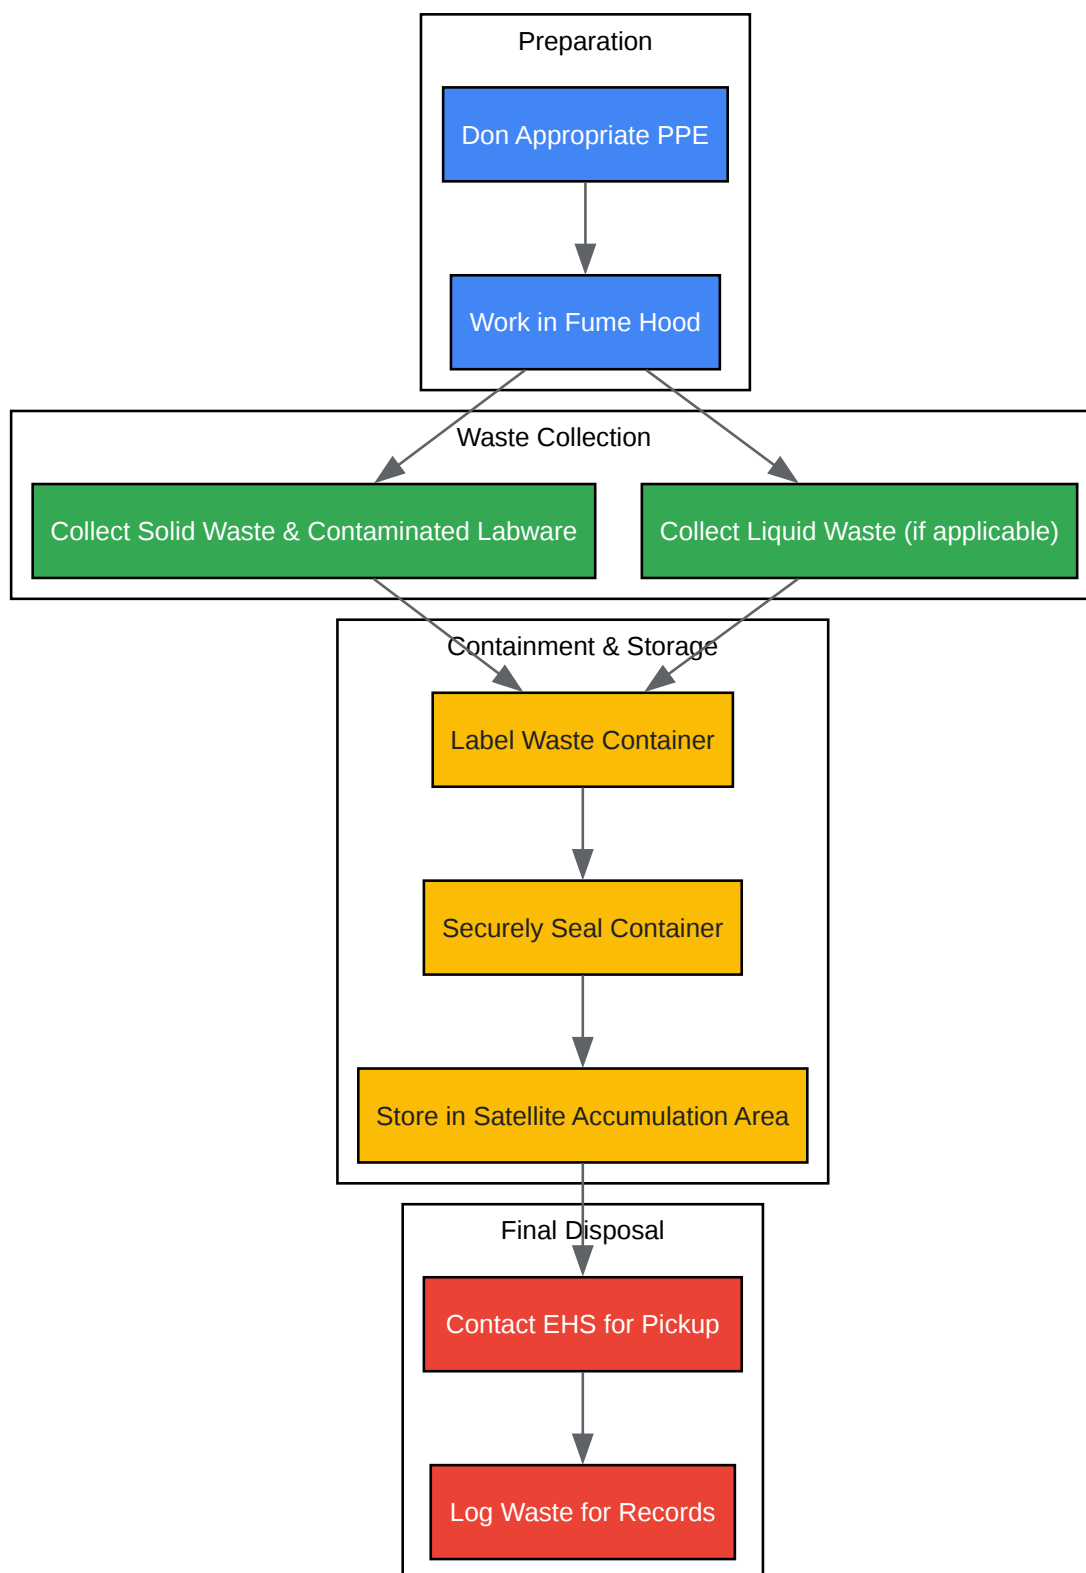 Preparation
Don Appropriate PPE
Work in Fume Hood
Waste Collection
Collect Solid Waste & Contaminated Labware
Collect Liquid Waste (if applicable)
Containment & Storage
Label Waste Container
Securely Seal Container
Store in Satellite Accumulation Area
Final Disposal
Contact EHS for Pickup
Log Waste for Records